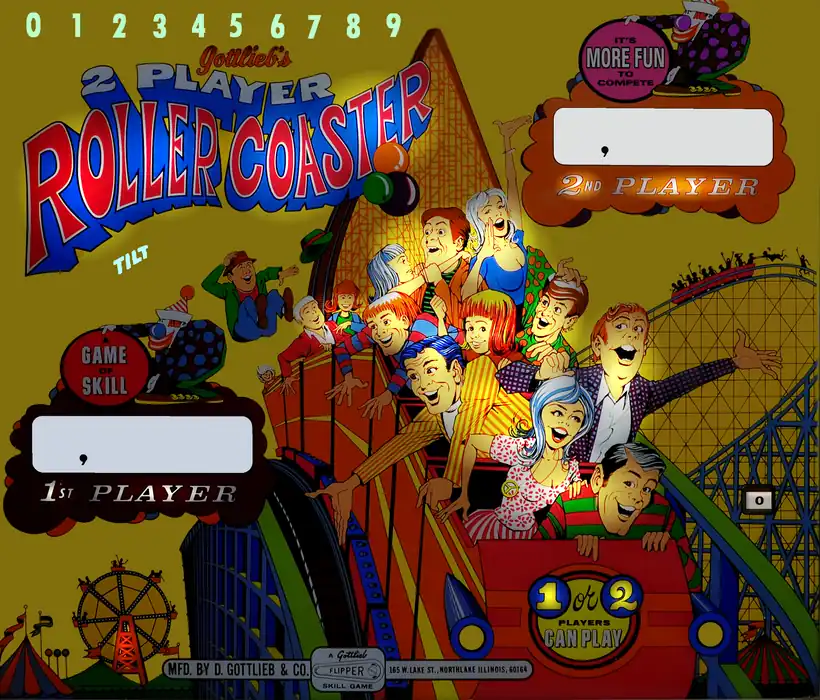 0 1 2 3 4 5 6 7 8 9
Gottlieb's
2 PLAYER
ROLLER COASTER
TILT
IT'S
MORE FUN
TO
COMPETE
,
2ND PLAYER
GAME
OF
SKILL
,
1ST PLAYER
0
1 or 2
PLAYERS
CAN PLAY
MFD. BY D. GOTTLIEB & CO.
A Gottlieb
FLIPPER
SKILL GAME
165 W. LAKE ST., NORTHLAKE ILLINOIS, 60164